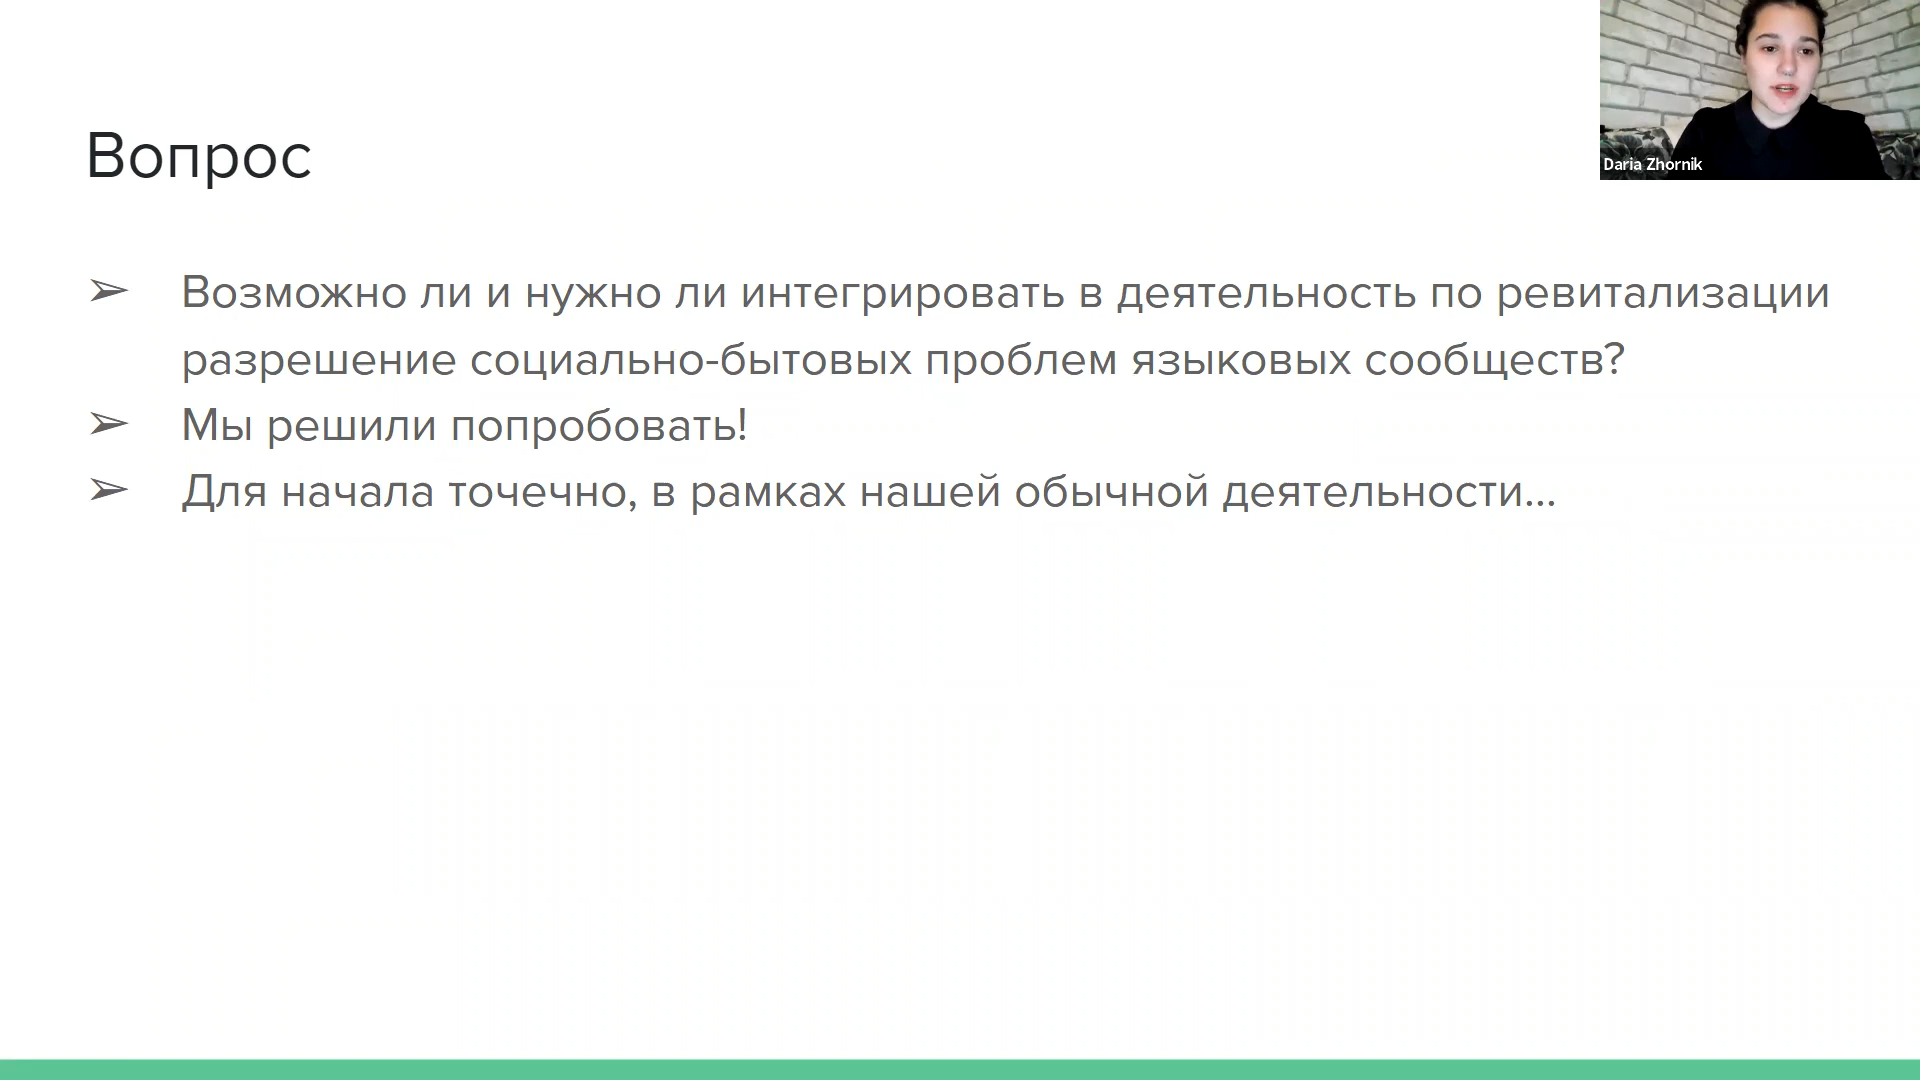 Вопрос
Daria Zhornik
➢ Возможно ли и нужно ли интегрировать в деятельность по ревитализации
разрешение социально-бытовых проблем языковых сообществ?
➢ Мы решили попробовать!
➢ Для начала точечно, в рамках нашей обычной деятельности...